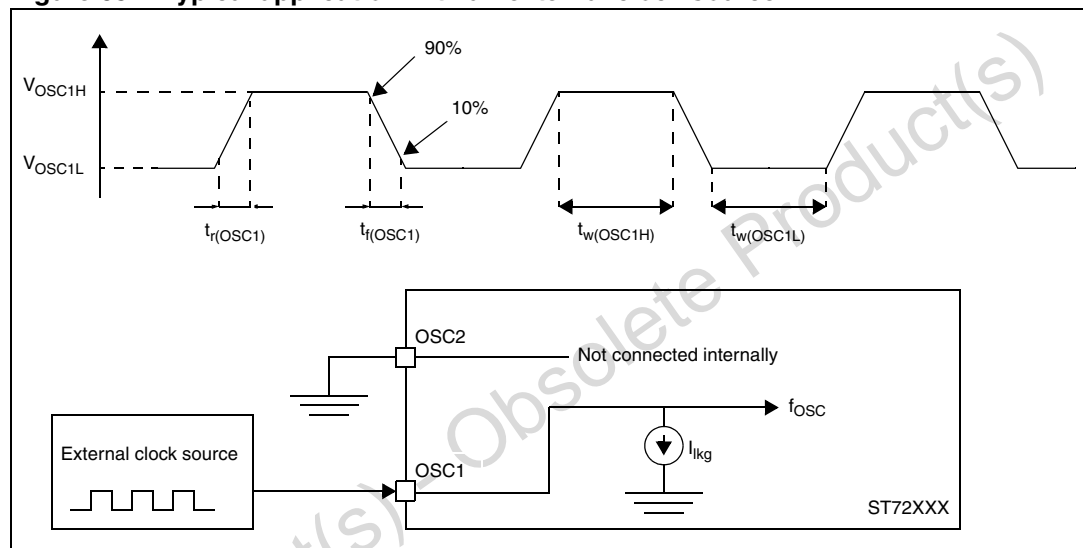 90%
VOSC1H
10%
VOSC1L
tr(OSC1)
tf(OSC1)
tw(OSC1H)
tw(OSC1L)
OSC2
Not connected internally
fOSC
External clock source
Ilkg
OSC1
ST72XXX
Obsolete Product(s)